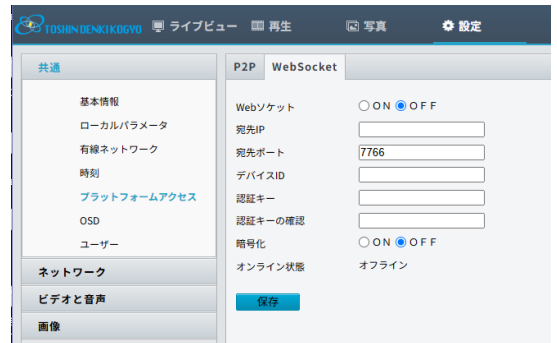 TOSHIN DENKI KOGYO ライブビュー 再生 写真 設定
共通
基本情報
ローカルパラメータ
有線ネットワーク
時刻
プラットフォームアクセス
OSD
ユーザー
ネットワーク
ビデオと音声
画像
P2P WebSocket
Webソケット ON OFF
宛先IP
宛先ポート 7766
デバイスID
認証キー
認証キーの確認
暗号化 ON OFF
オンライン状態 オフライン
保存